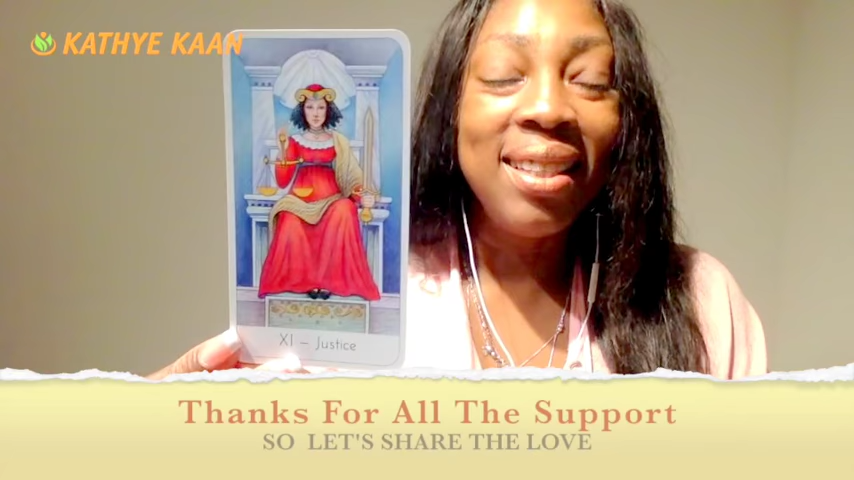 KATHYE KAAN
XI – Justice
Thanks For All The Support
SO LET'S SHARE THE LOVE